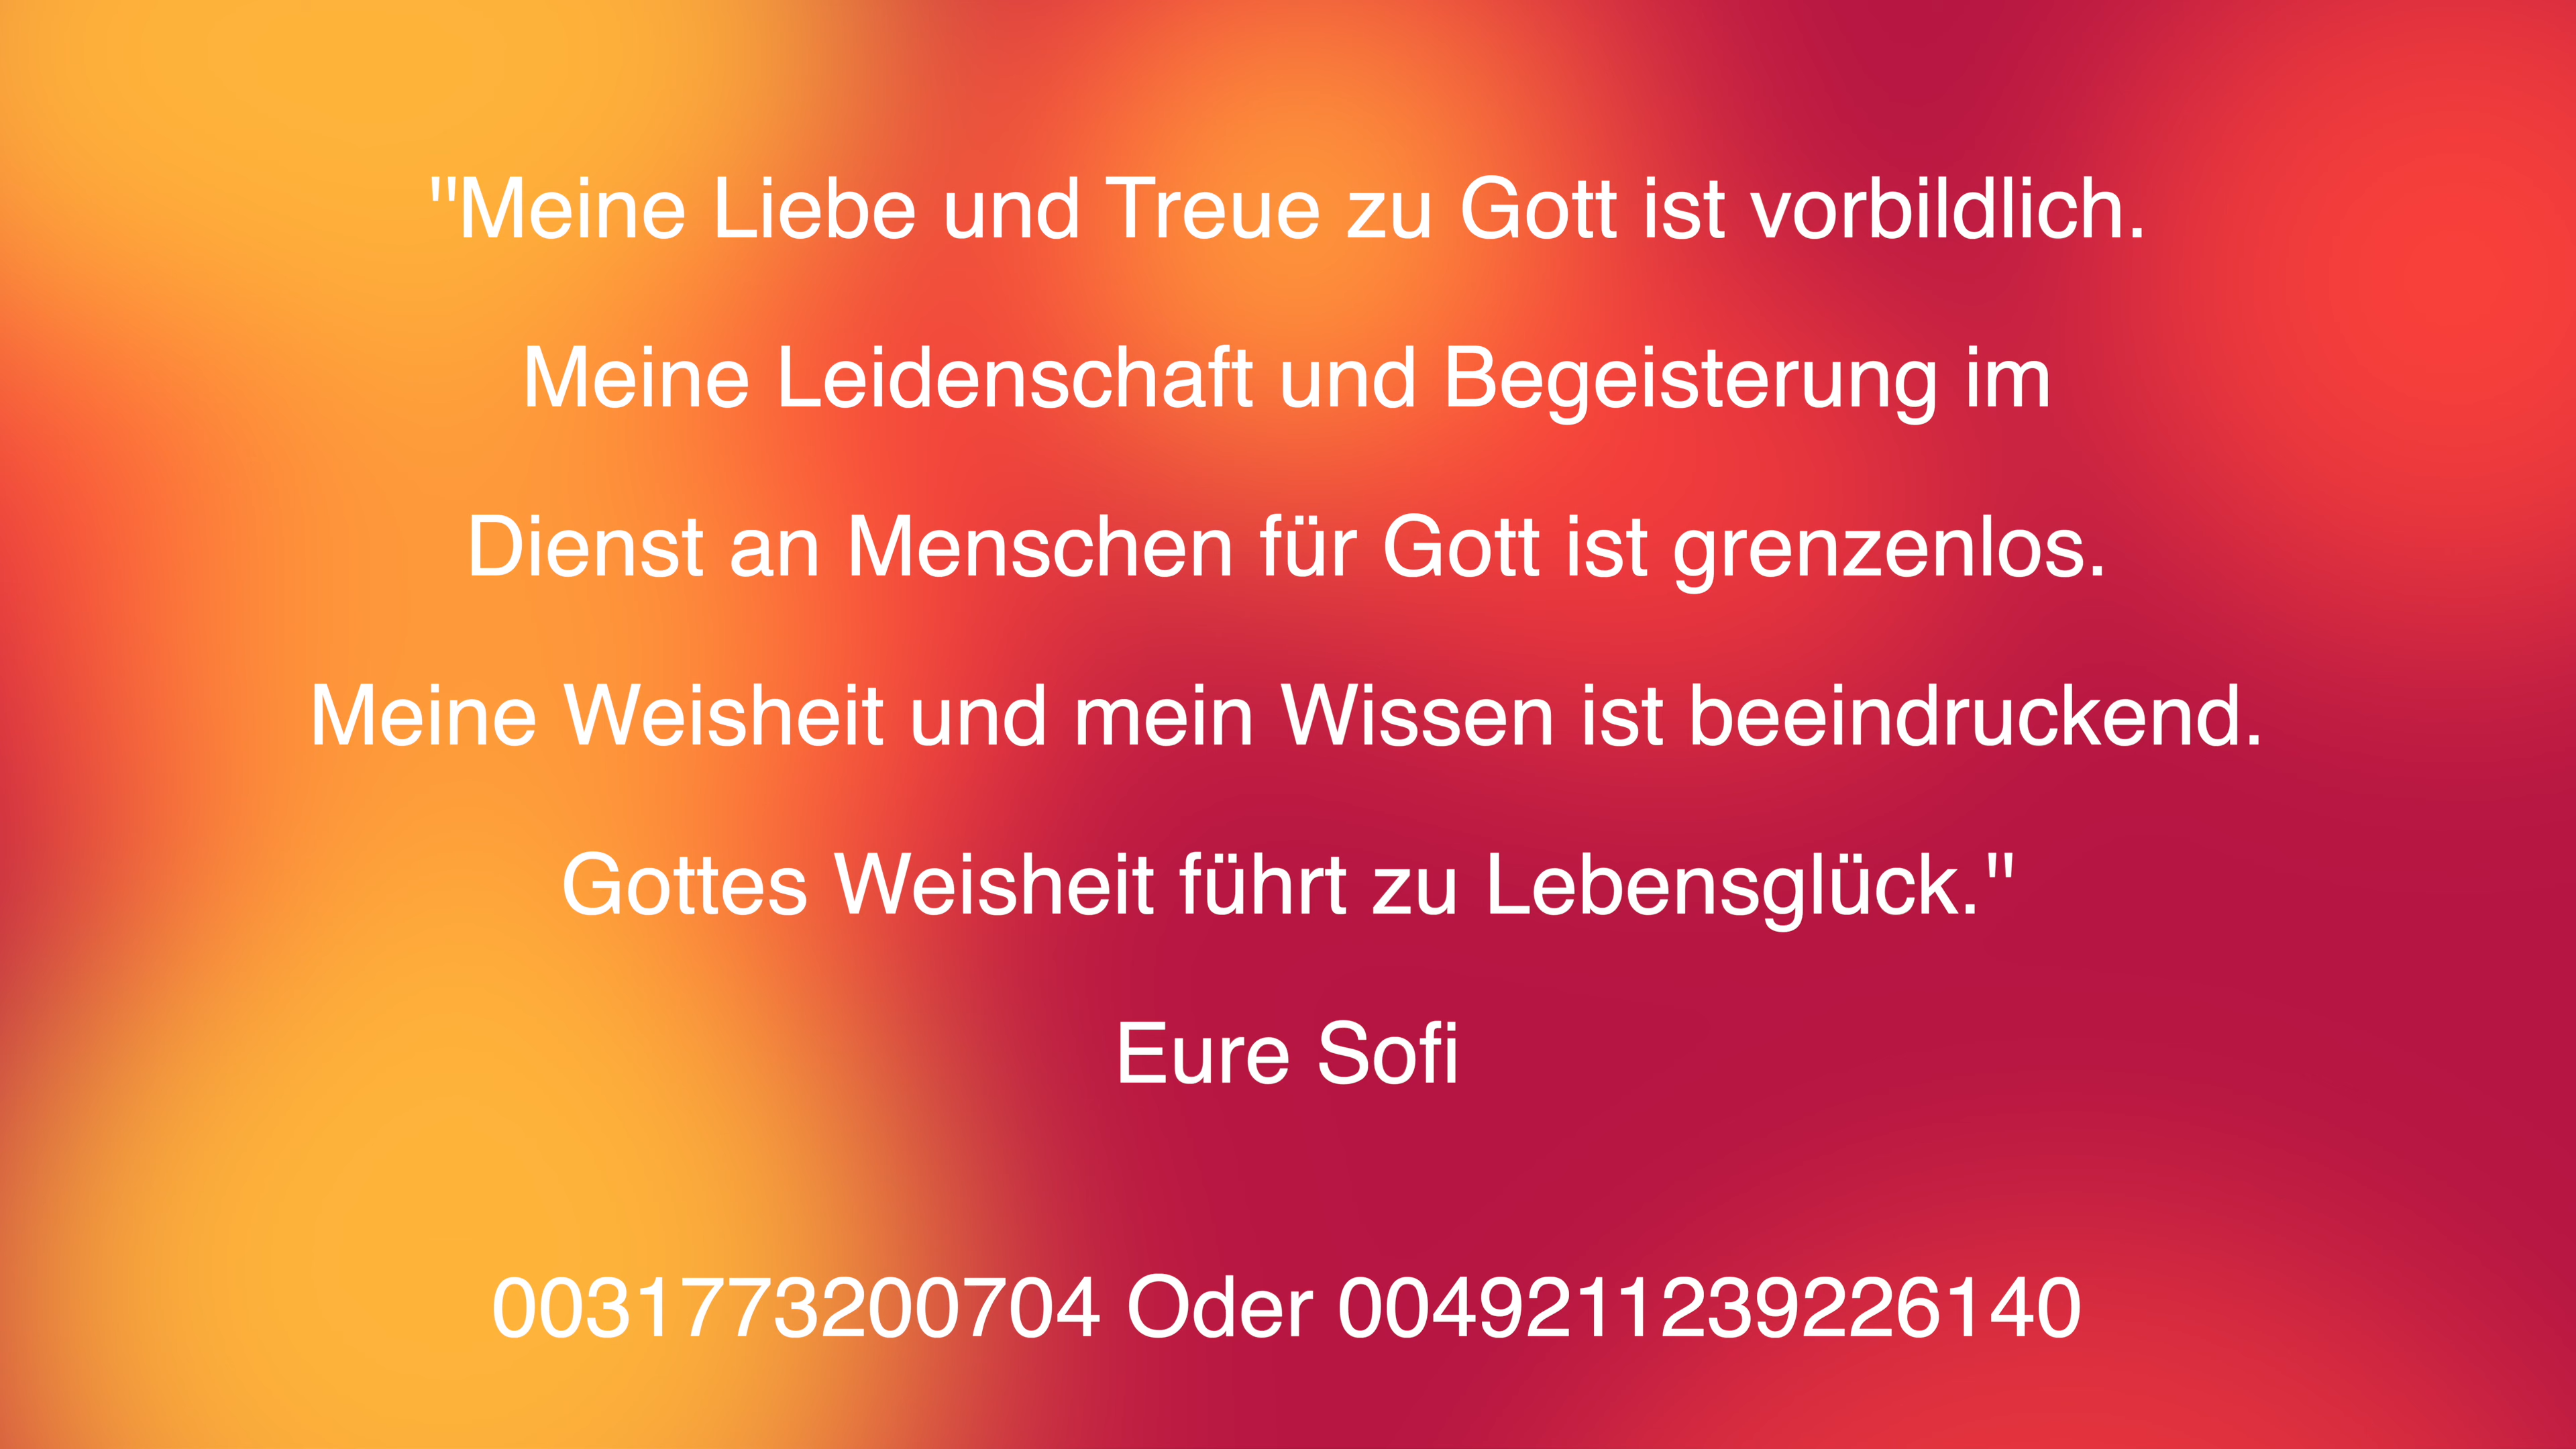 "Meine Liebe und Treue zu Gott ist vorbildlich.
Meine Leidenschaft und Begeisterung im
Dienst an Menschen für Gott ist grenzenlos.
Meine Weisheit und mein Wissen ist beeindruckend.
Gottes Weisheit führt zu Lebensglück."
Eure Sofi
0031773200704 Oder 0049211239226140